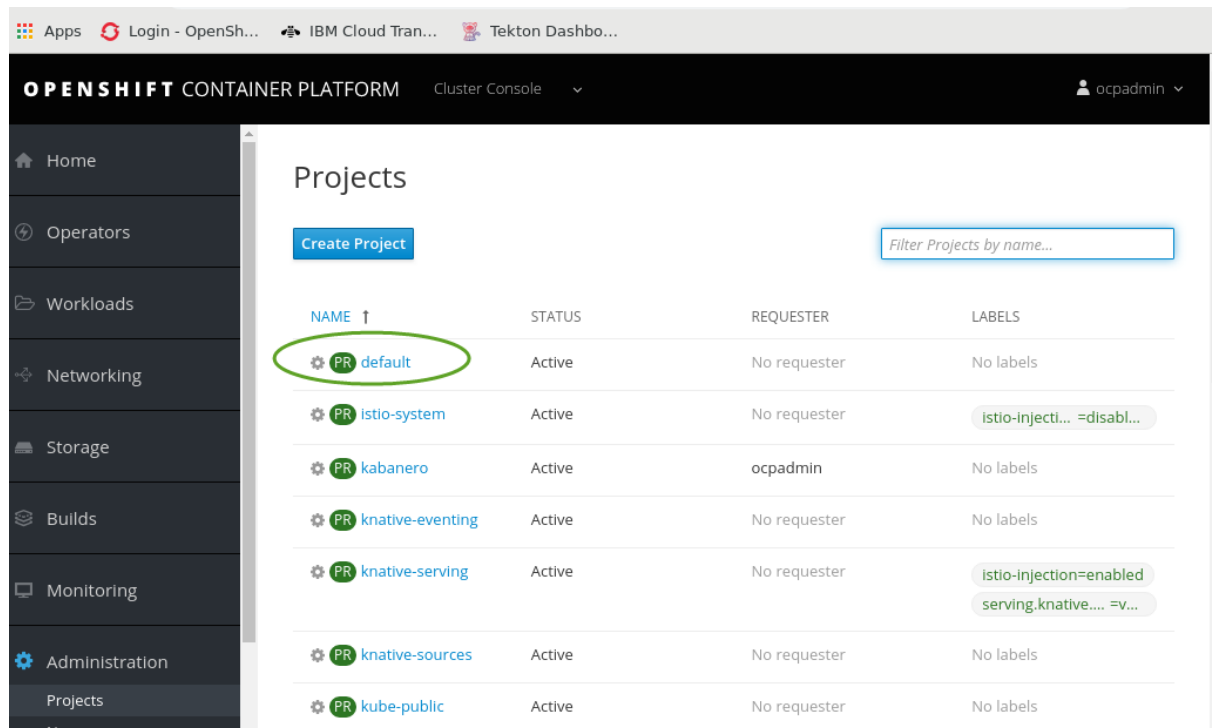 Apps Login - OpenSh... IBM Cloud Tran... Tekton Dashbo...
OPENSHIFT CONTAINER PLATFORM Cluster Console ocpadmin
Home
Operators
Workloads
Networking
Storage
Builds
Monitoring
Administration
Projects
Projects
Create Project Filter Projects by name...
NAME STATUS REQUESTER LABELS
PR default Active No requester No labels
PR istio-system Active No requester istio-injecti... =disabl...
PR kabanero Active ocpadmin No labels
PR knative-eventing Active No requester No labels
PR knative-serving Active No requester istio-injection=enabled
serving.knative.... =v...
PR knative-sources Active No requester No labels
PR kube-public Active No requester No labels